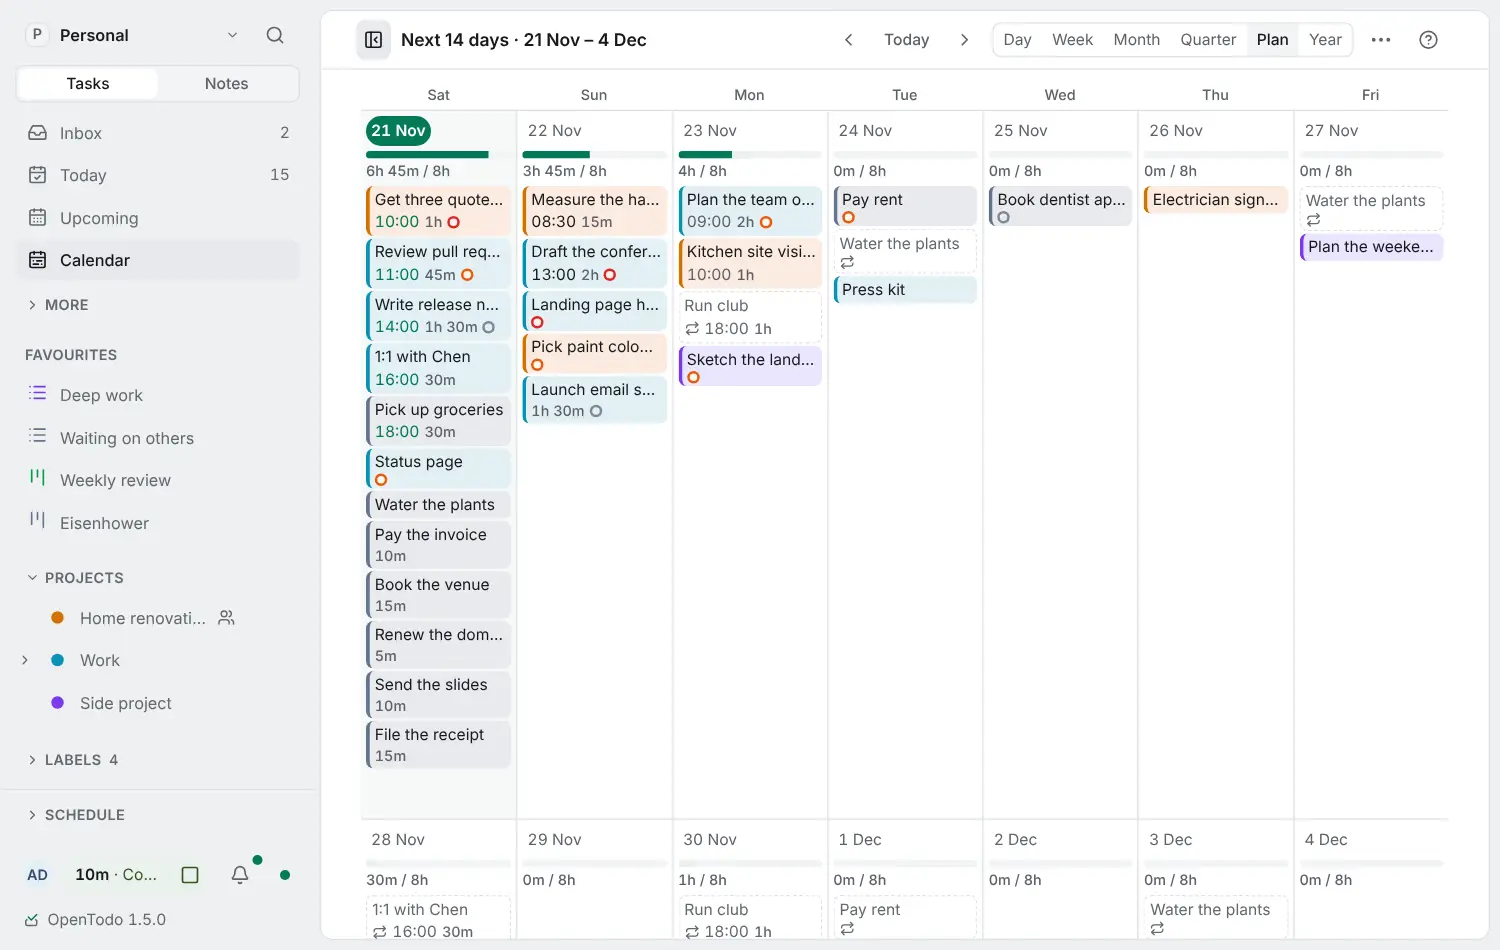 P Personal
Tasks Notes
Inbox 2
Today 15
Upcoming
Calendar
MORE
FAVOURITES
Deep work
Waiting on others
Weekly review
Eisenhower
PROJECTS
Home renovati...
Work
Side project
LABELS 4
SCHEDULE
AD 10m · Co...
OpenTodo 1.5.0
Next 14 days · 21 Nov – 4 Dec
Today
Day Week Month Quarter Plan Year
Sat Sun Mon Tue Wed Thu Fri
21 Nov
6h 45m / 8h
Get three quote...
10:00 1h
Review pull req...
11:00 45m
Write release n...
14:00 1h 30m
1:1 with Chen
16:00 30m
Pick up groceries
18:00 30m
Status page
Water the plants
Pay the invoice
10m
Book the venue
15m
Renew the dom...
5m
Send the slides
10m
File the receipt
15m
22 Nov
3h 45m / 8h
Measure the ha...
08:30 15m
Draft the confer...
13:00 2h
Landing page h...
Pick paint colo...
Launch email s...
1h 30m
23 Nov
4h / 8h
Plan the team o...
09:00 2h
Kitchen site visi...
10:00 1h
Run club
18:00 1h
Sketch the land...
24 Nov
0m / 8h
Pay rent
Water the plants
Press kit
25 Nov
0m / 8h
Book dentist ap...
26 Nov
0m / 8h
Electrician sign...
27 Nov
0m / 8h
Water the plants
Plan the weeke...
28 Nov
30m / 8h
1:1 with Chen
16:00 30m
29 Nov
0m / 8h
30 Nov
1h / 8h
Run club
18:00 1h
1 Dec
0m / 8h
Pay rent
2 Dec
0m / 8h
3 Dec
0m / 8h
Water the plants
4 Dec
0m / 8h